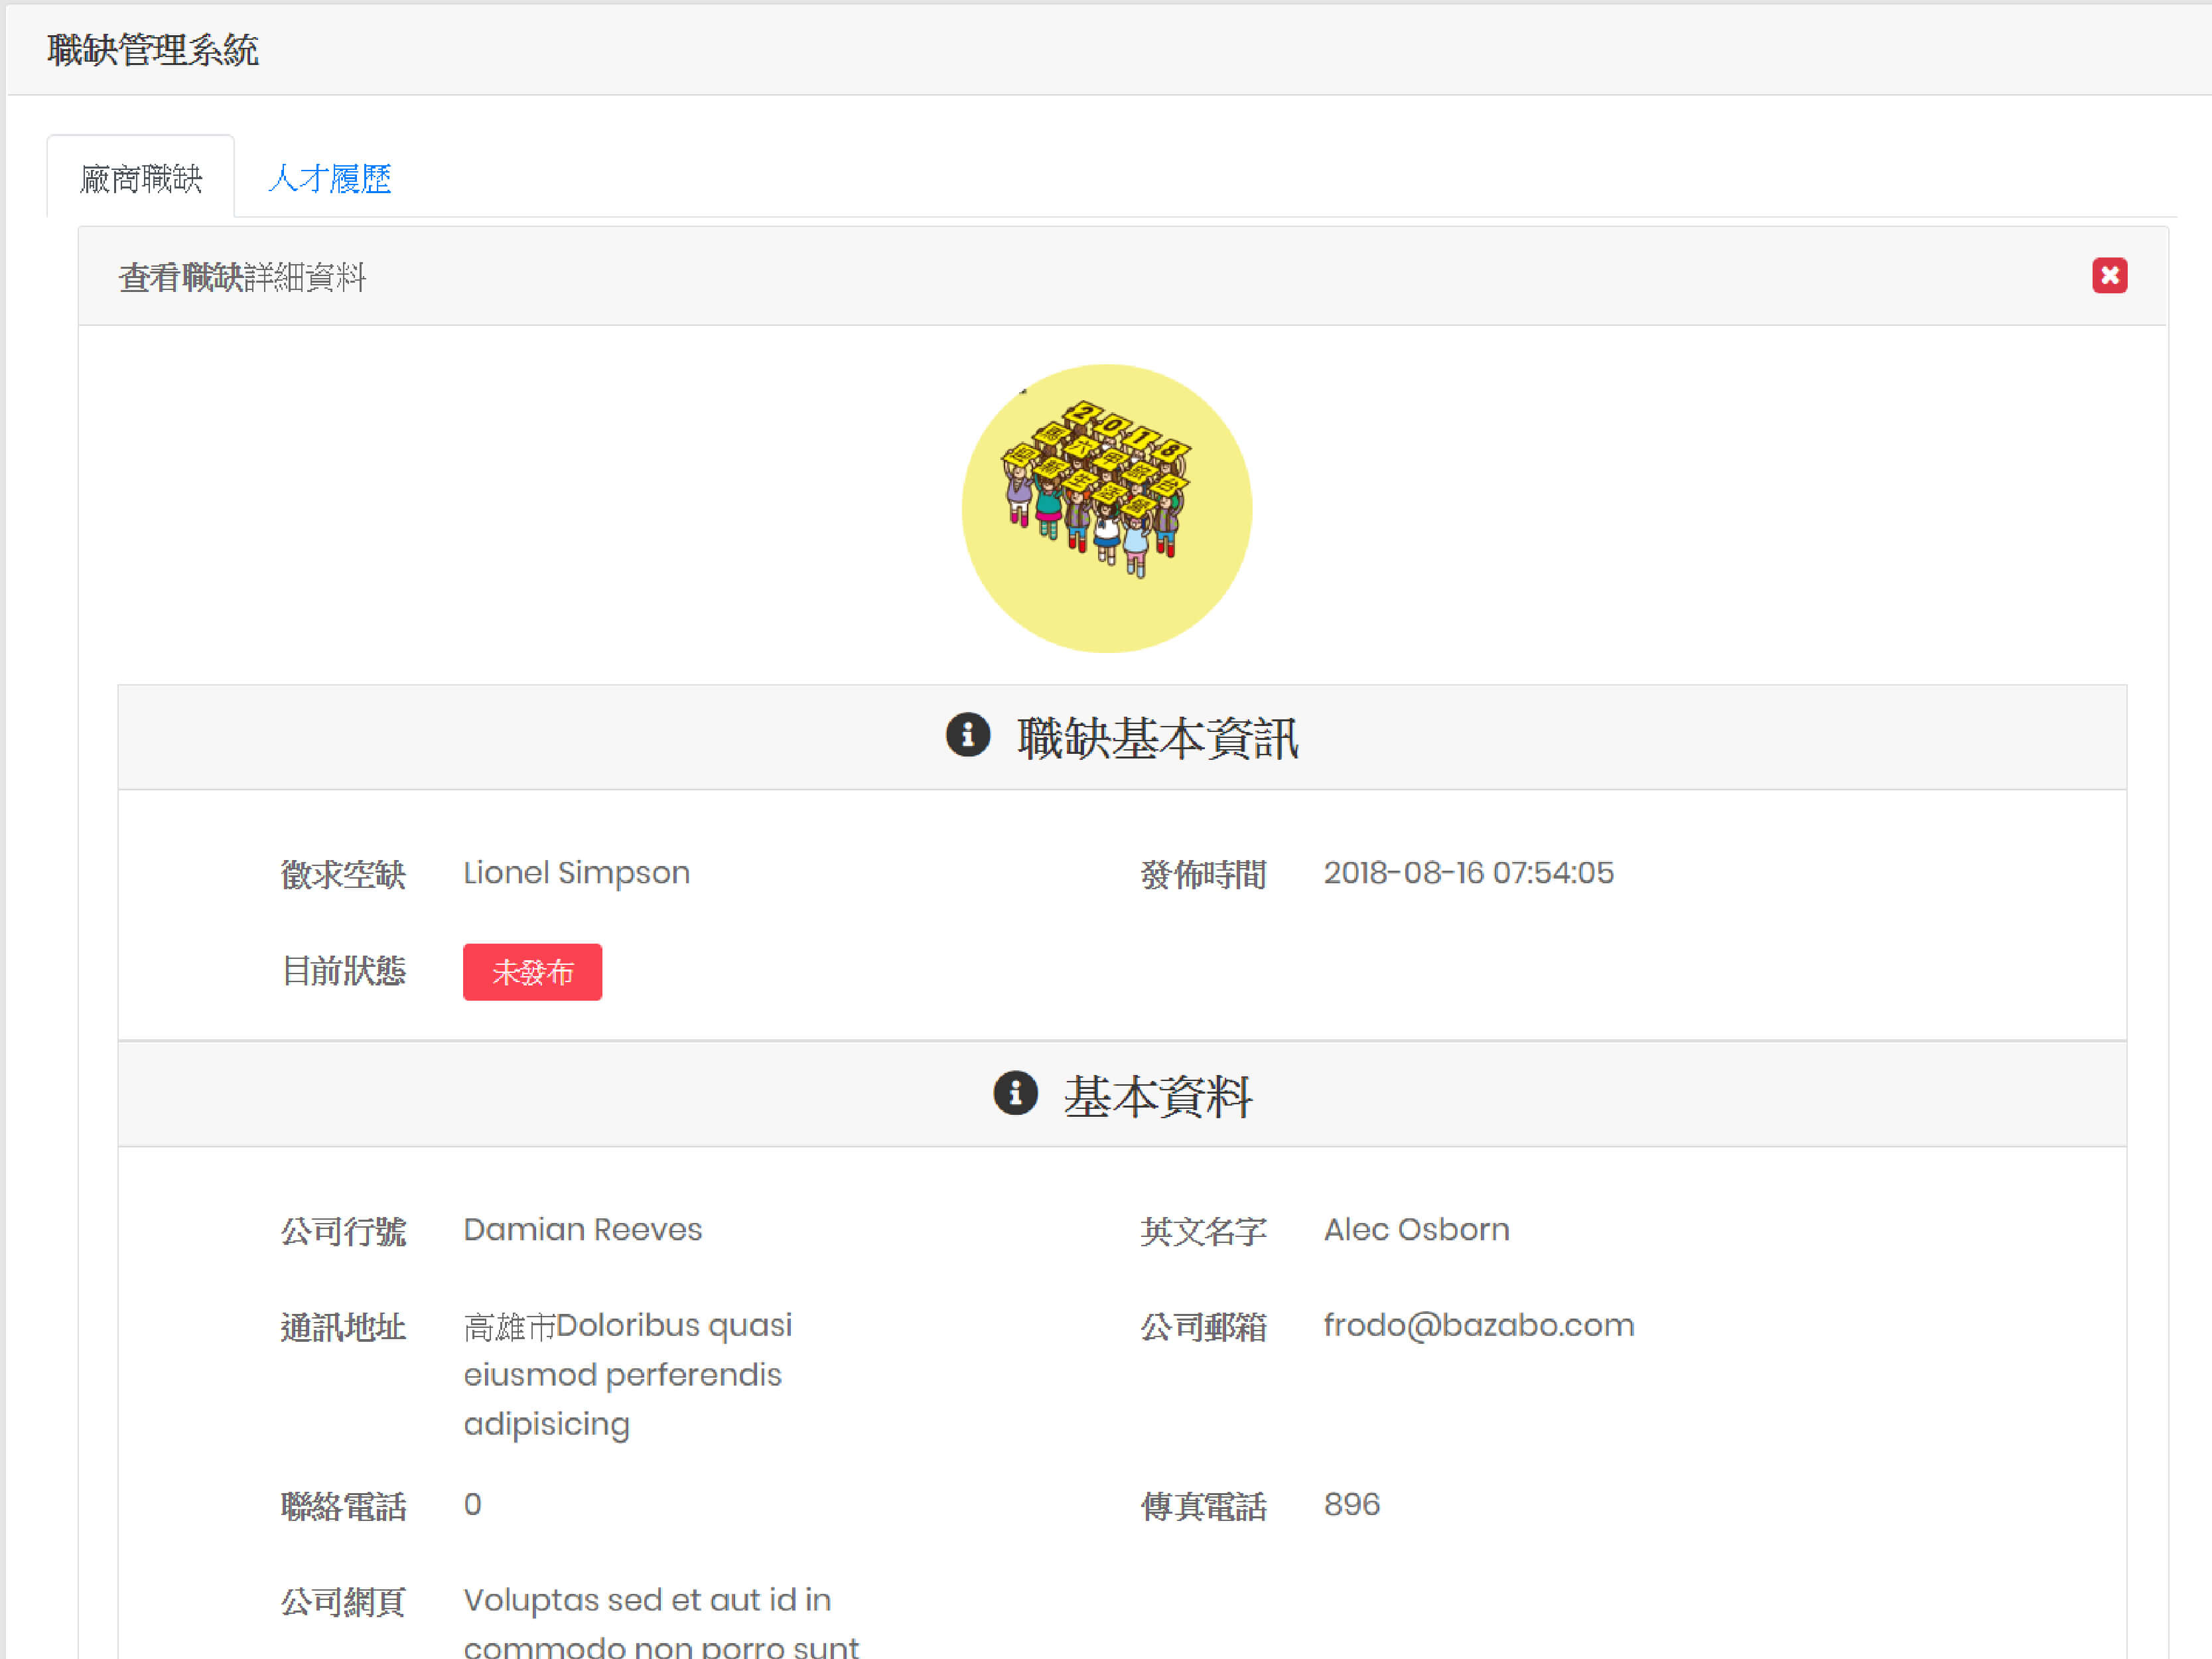 職缺管理系統
廠商職缺
人才履歷
查看職缺詳細資料
2018
職缺基本資訊
徵求空缺 Lionel Simpson
發佈時間 2018-08-16 07:54:05
目前狀態 未發布
基本資料
公司行號 Damian Reeves
英文名字 Alec Osborn
通訊地址 高雄市Doloribus quasi
eiusmod perferendis
adipisicing
公司郵箱 frodo@bazabo.com
聯絡電話 0
傳真電話 896
公司網頁 Voluptas sed et aut id in
commodo non porro sunt